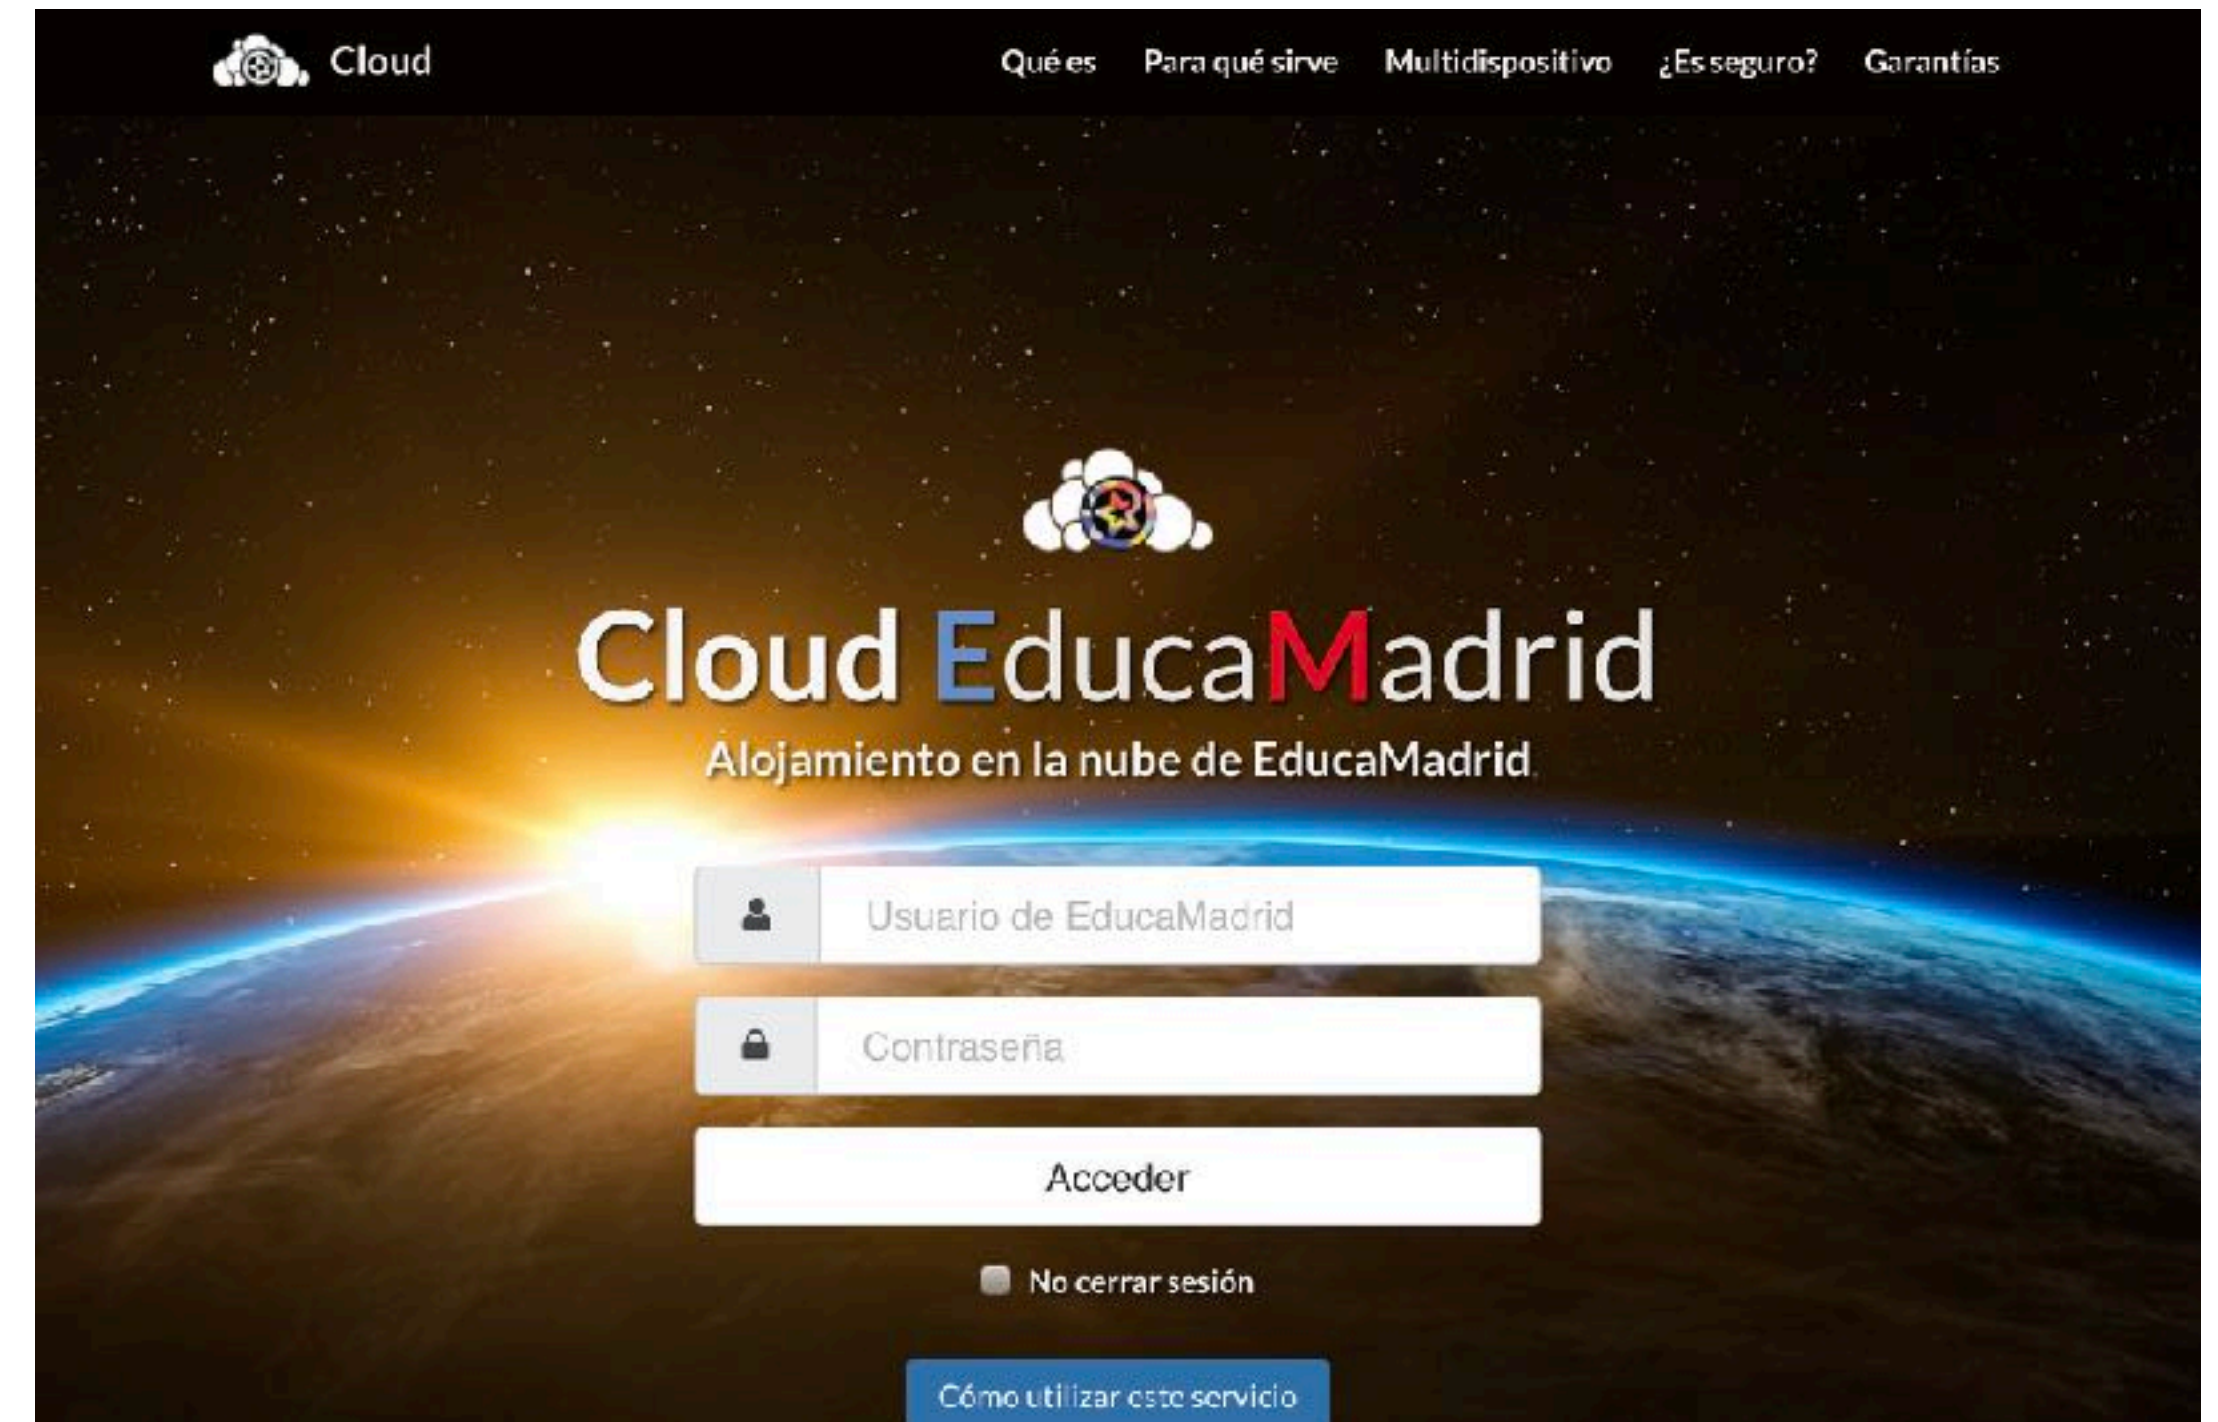 Cloud
Qué es Para qué sirve Multidispositivo ¿Es seguro? Garantías
Cloud EducaMadrid
Alojamiento en la nube de EducaMadrid
Usuario de EducaMadrid
Contraseña
Acceder
No cerrar sesión
Cómo utilizar este servicio